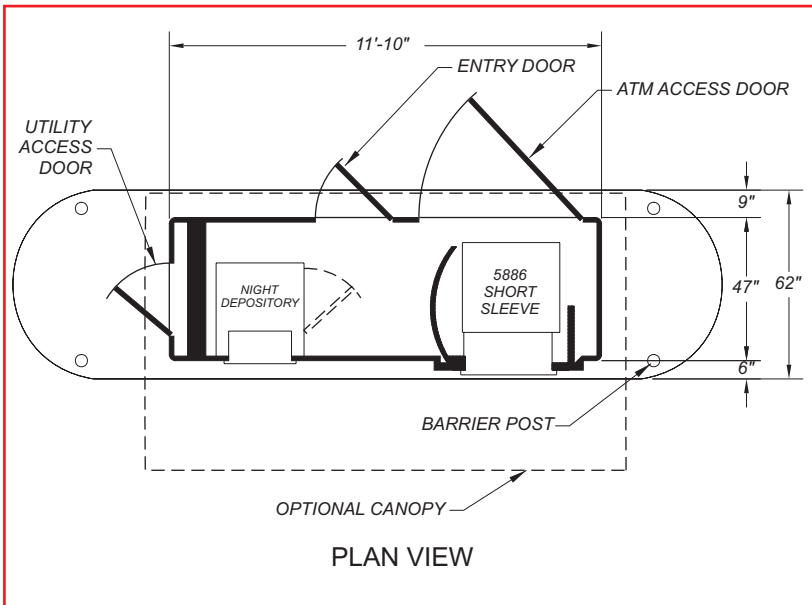 11'-10"
ENTRY DOOR
ATM ACCESS DOOR
UTILITY
ACCESS
DOOR
9"
5886
SHORT
SLEEVE
NIGHT
DEPOSITORY
47"
62"
6"
BARRIER POST
OPTIONAL CANOPY
PLAN VIEW